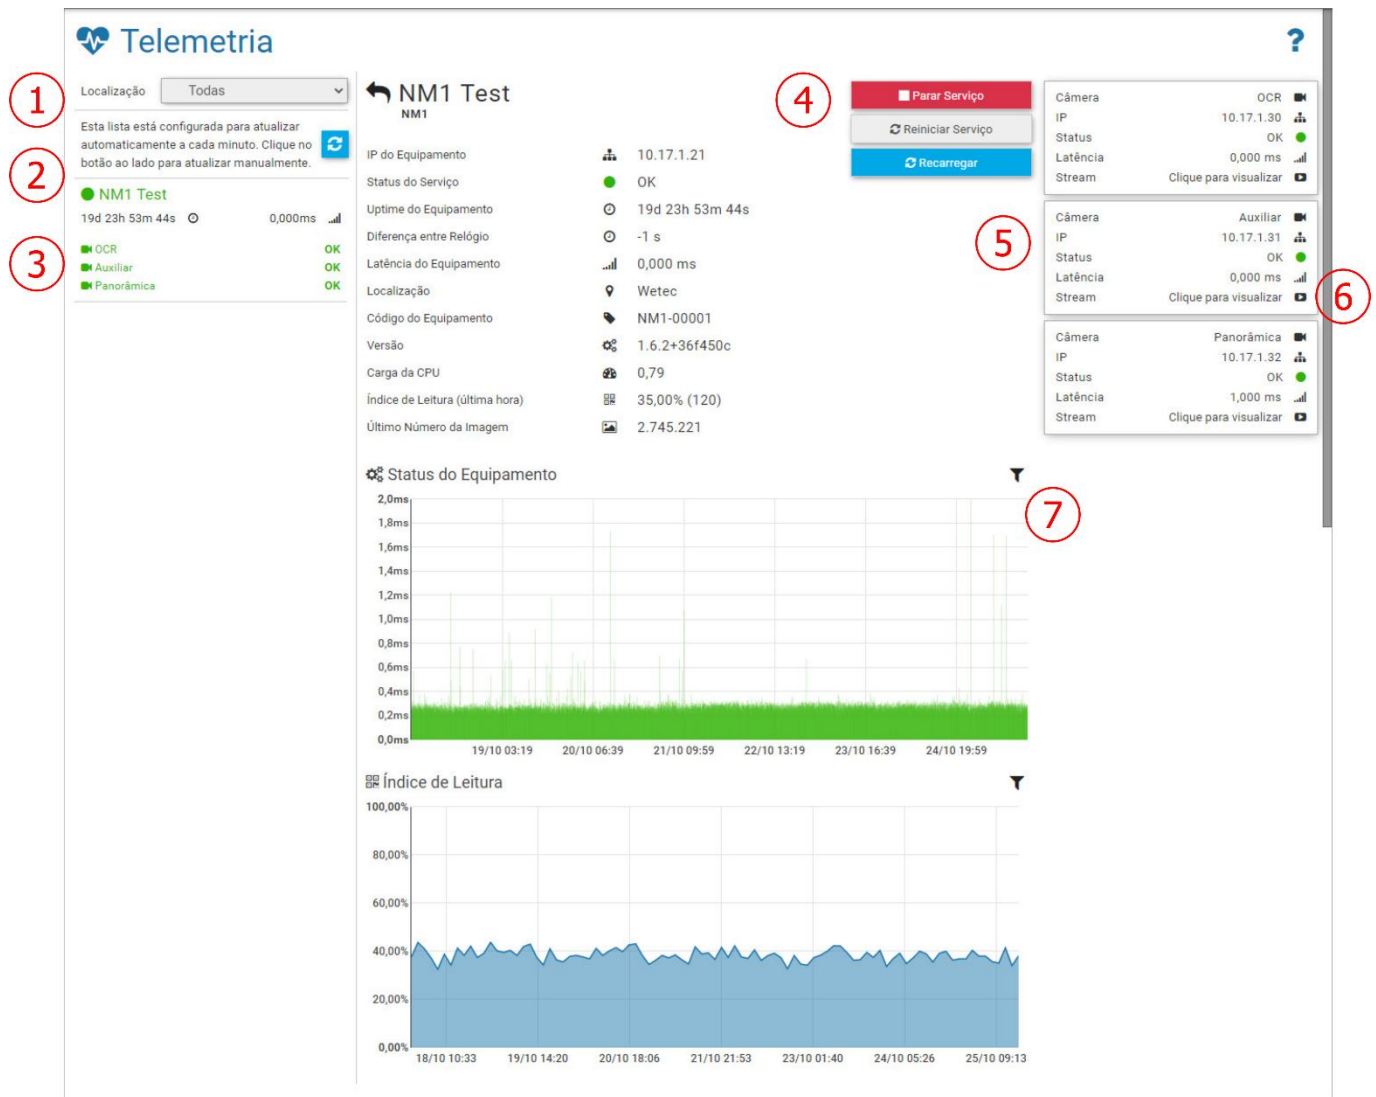 Telemetria
?
1
Localização Todas
Esta lista está configurada para atualizar
automaticamente a cada minuto. Clique no
botão ao lado para atualizar manualmente.
2
NM1 Test
19d 23h 53m 44s 0,000ms
3
OCR OK
Auxiliar OK
Panorâmica OK
NM1 Test
NM1
4
Parar Serviço
Reiniciar Serviço
Recarregar
IP do Equipamento 10.17.1.21
Status do Serviço OK
Uptime do Equipamento 19d 23h 53m 44s
Diferença entre Relógio -1 s
Latência do Equipamento 0,000 ms
Localização Wetec
Código do Equipamento NM1-00001
Versão 1.6.2+36f450c
Carga da CPU 0,79
Índice de Leitura (última hora) 35,00% (120)
Último Número da Imagem 2.745.221
Câmera OCR
IP 10.17.1.30
Status OK
Latência 0,000 ms
Stream Clique para visualizar
5
Câmera Auxiliar
IP 10.17.1.31
Status OK
Latência 0,000 ms
Stream Clique para visualizar
6
Câmera Panorâmica
IP 10.17.1.32
Status OK
Latência 1,000 ms
Stream Clique para visualizar
Status do Equipamento
7
2,0ms
1,8ms
1,6ms
1,4ms
1,2ms
1,0ms
0,8ms
0,6ms
0,4ms
0,2ms
0,0ms
19/10 03:19 20/10 06:39 21/10 09:59 22/10 13:19 23/10 16:39 24/10 19:59
Índice de Leitura
100,00%
80,00%
60,00%
40,00%
20,00%
0,00%
18/10 10:33 19/10 14:20 20/10 18:06 21/10 21:53 23/10 01:40 24/10 05:26 25/10 09:13